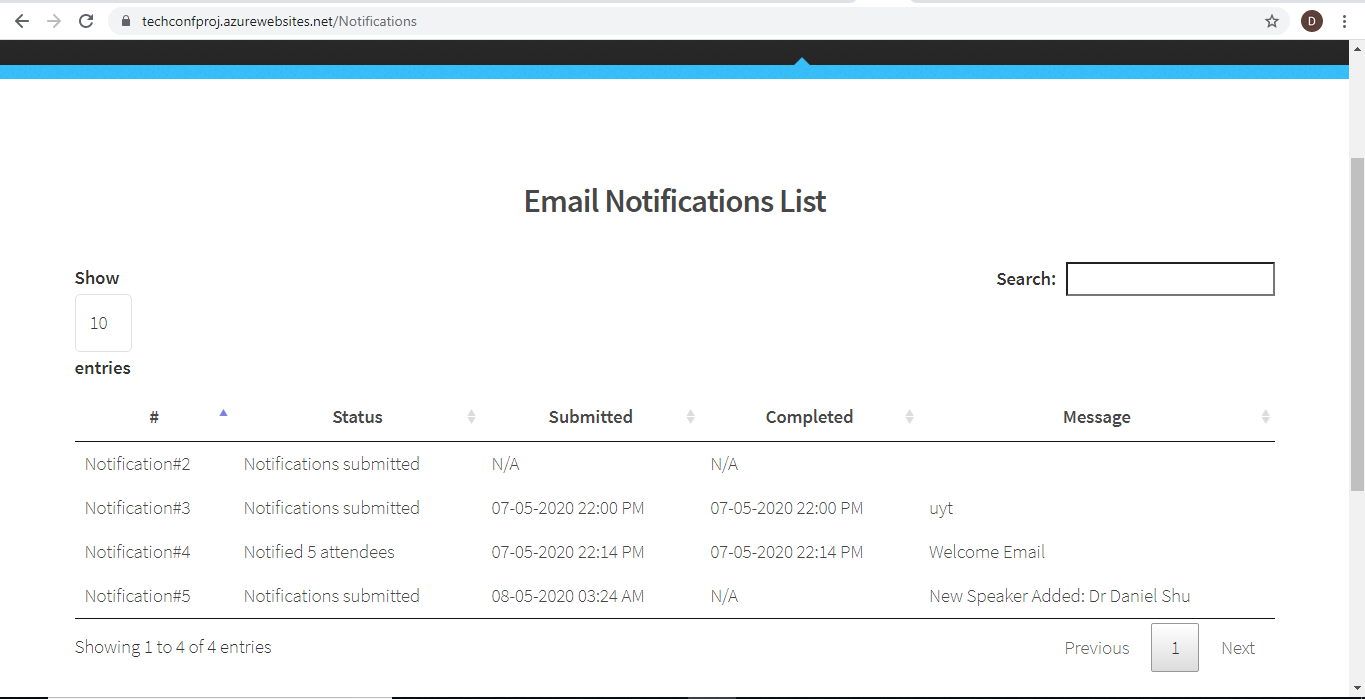 techconfproj.azurewebsites.net/Notifications
D
Email Notifications List
Show
10
entries
Search:
# Status Submitted Completed Message
Notification#2 Notifications submitted N/A N/A
Notification#3 Notifications submitted 07-05-2020 22:00 PM 07-05-2020 22:00 PM uyt
Notification#4 Notified 5 attendees 07-05-2020 22:14 PM 07-05-2020 22:14 PM Welcome Email
Notification#5 Notifications submitted 08-05-2020 03:24 AM N/A New Speaker Added: Dr Daniel Shu
Showing 1 to 4 of 4 entries
Previous 1 Next